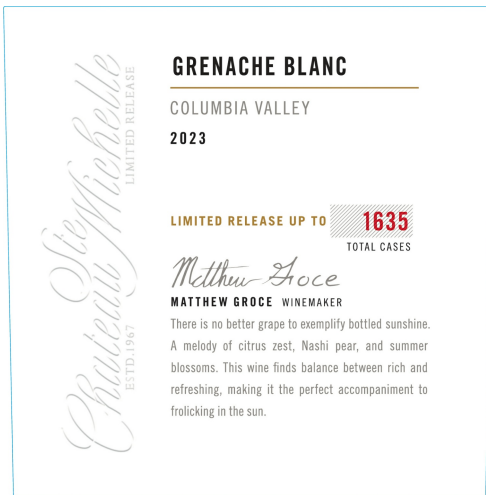 GRENACHE BLANC
COLUMBIA VALLEY
2023
Chateau Ste Michelle
LIMITED RELEASE
ESTD.1967
LIMITED RELEASE UP TO 1635
TOTAL CASES
Matthew Groce
MATTHEW GROCE WINEMAKER
There is no better grape to exemplify bottled sunshine.
A melody of citrus zest, Nashi pear, and summer
blossoms. This wine finds balance between rich and
refreshing, making it the perfect accompaniment to
frolicking in the sun.